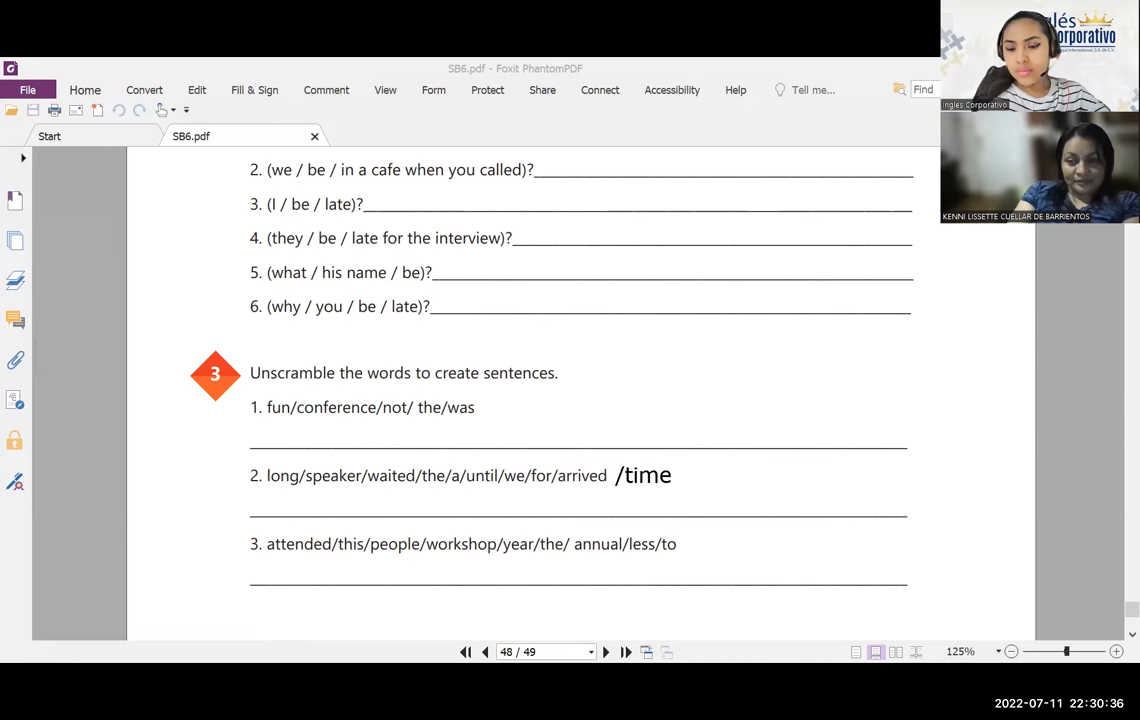 SB6.pdf - Foxit PhantomPDF
File Home Convert Edit Fill & Sign Comment View Form Protect Share Connect Accessibility Help Tell me... Find
Start SB6.pdf
2. (we / be / in a cafe when you called)?
3. (I / be / late)?
4. (they / be / late for the interview)?
5. (what / his name / be)?
6. (why / you / be / late)?
3 Unscramble the words to create sentences.
1. fun/conference/not/ the/was
2. long/speaker/waited/the/a/until/we/for/arrived /time
3. attended/this/people/workshop/year/the/ annual/less/to
48 / 49 125%
Inglés Corporativo
KENNI LISSETTE CUELLAR DE BARRIENTOS
2022-07-11 22:30:36